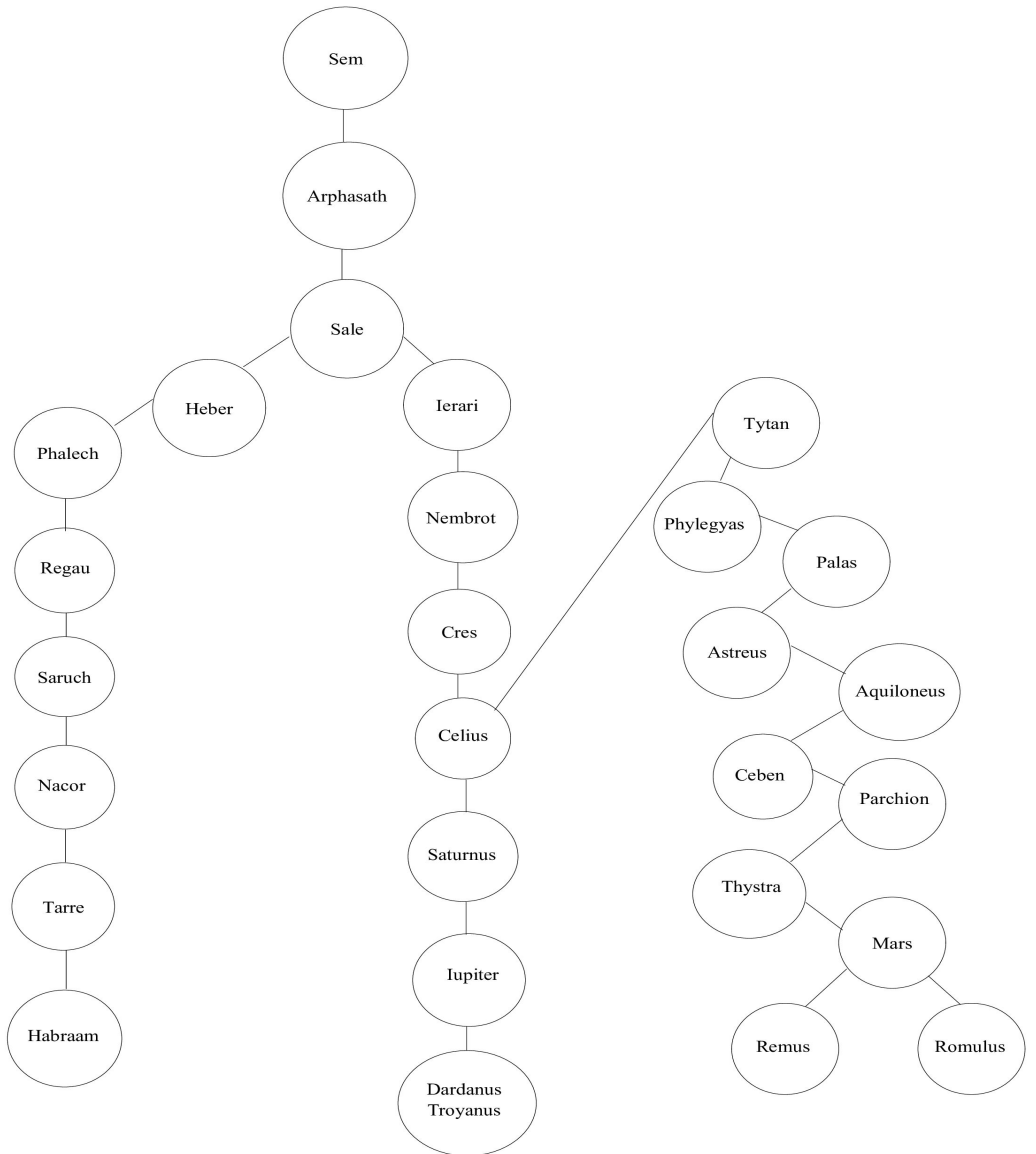 Sem
Arphasath
Sale
Heber
Ierari
Tytan
Phalech
Nembrot
Phylegyas
Palas
Regau
Cres
Astreus
Saruch
Aquiloneus
Celius
Ceben
Nacor
Parchion
Saturnus
Thystra
Tarre
Mars
Iupiter
Habraam
Remus
Romulus
Dardanus
Troyanus